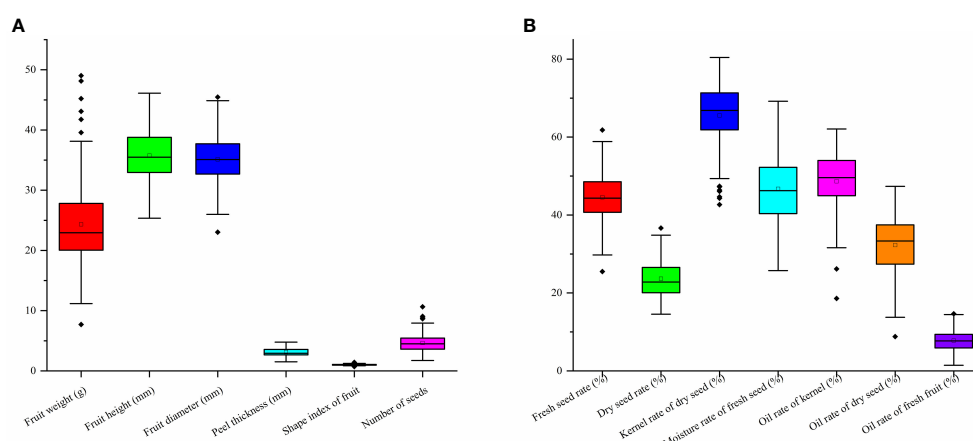 A
50
40
30
20
10
0
Fruit weight (g)
Fruit height (mm)
Fruit diameter (mm)
Peel thickness (mm)
Shape index of fruit
Number of seeds
B
80
60
40
20
0
Fresh seed rate (%)
Dry seed rate (%)
Kernel rate of dry seed (%)
Moisture rate of fresh seed (%)
Oil rate of kernel (%)
Oil rate of dry seed (%)
Oil rate of fresh fruit (%)